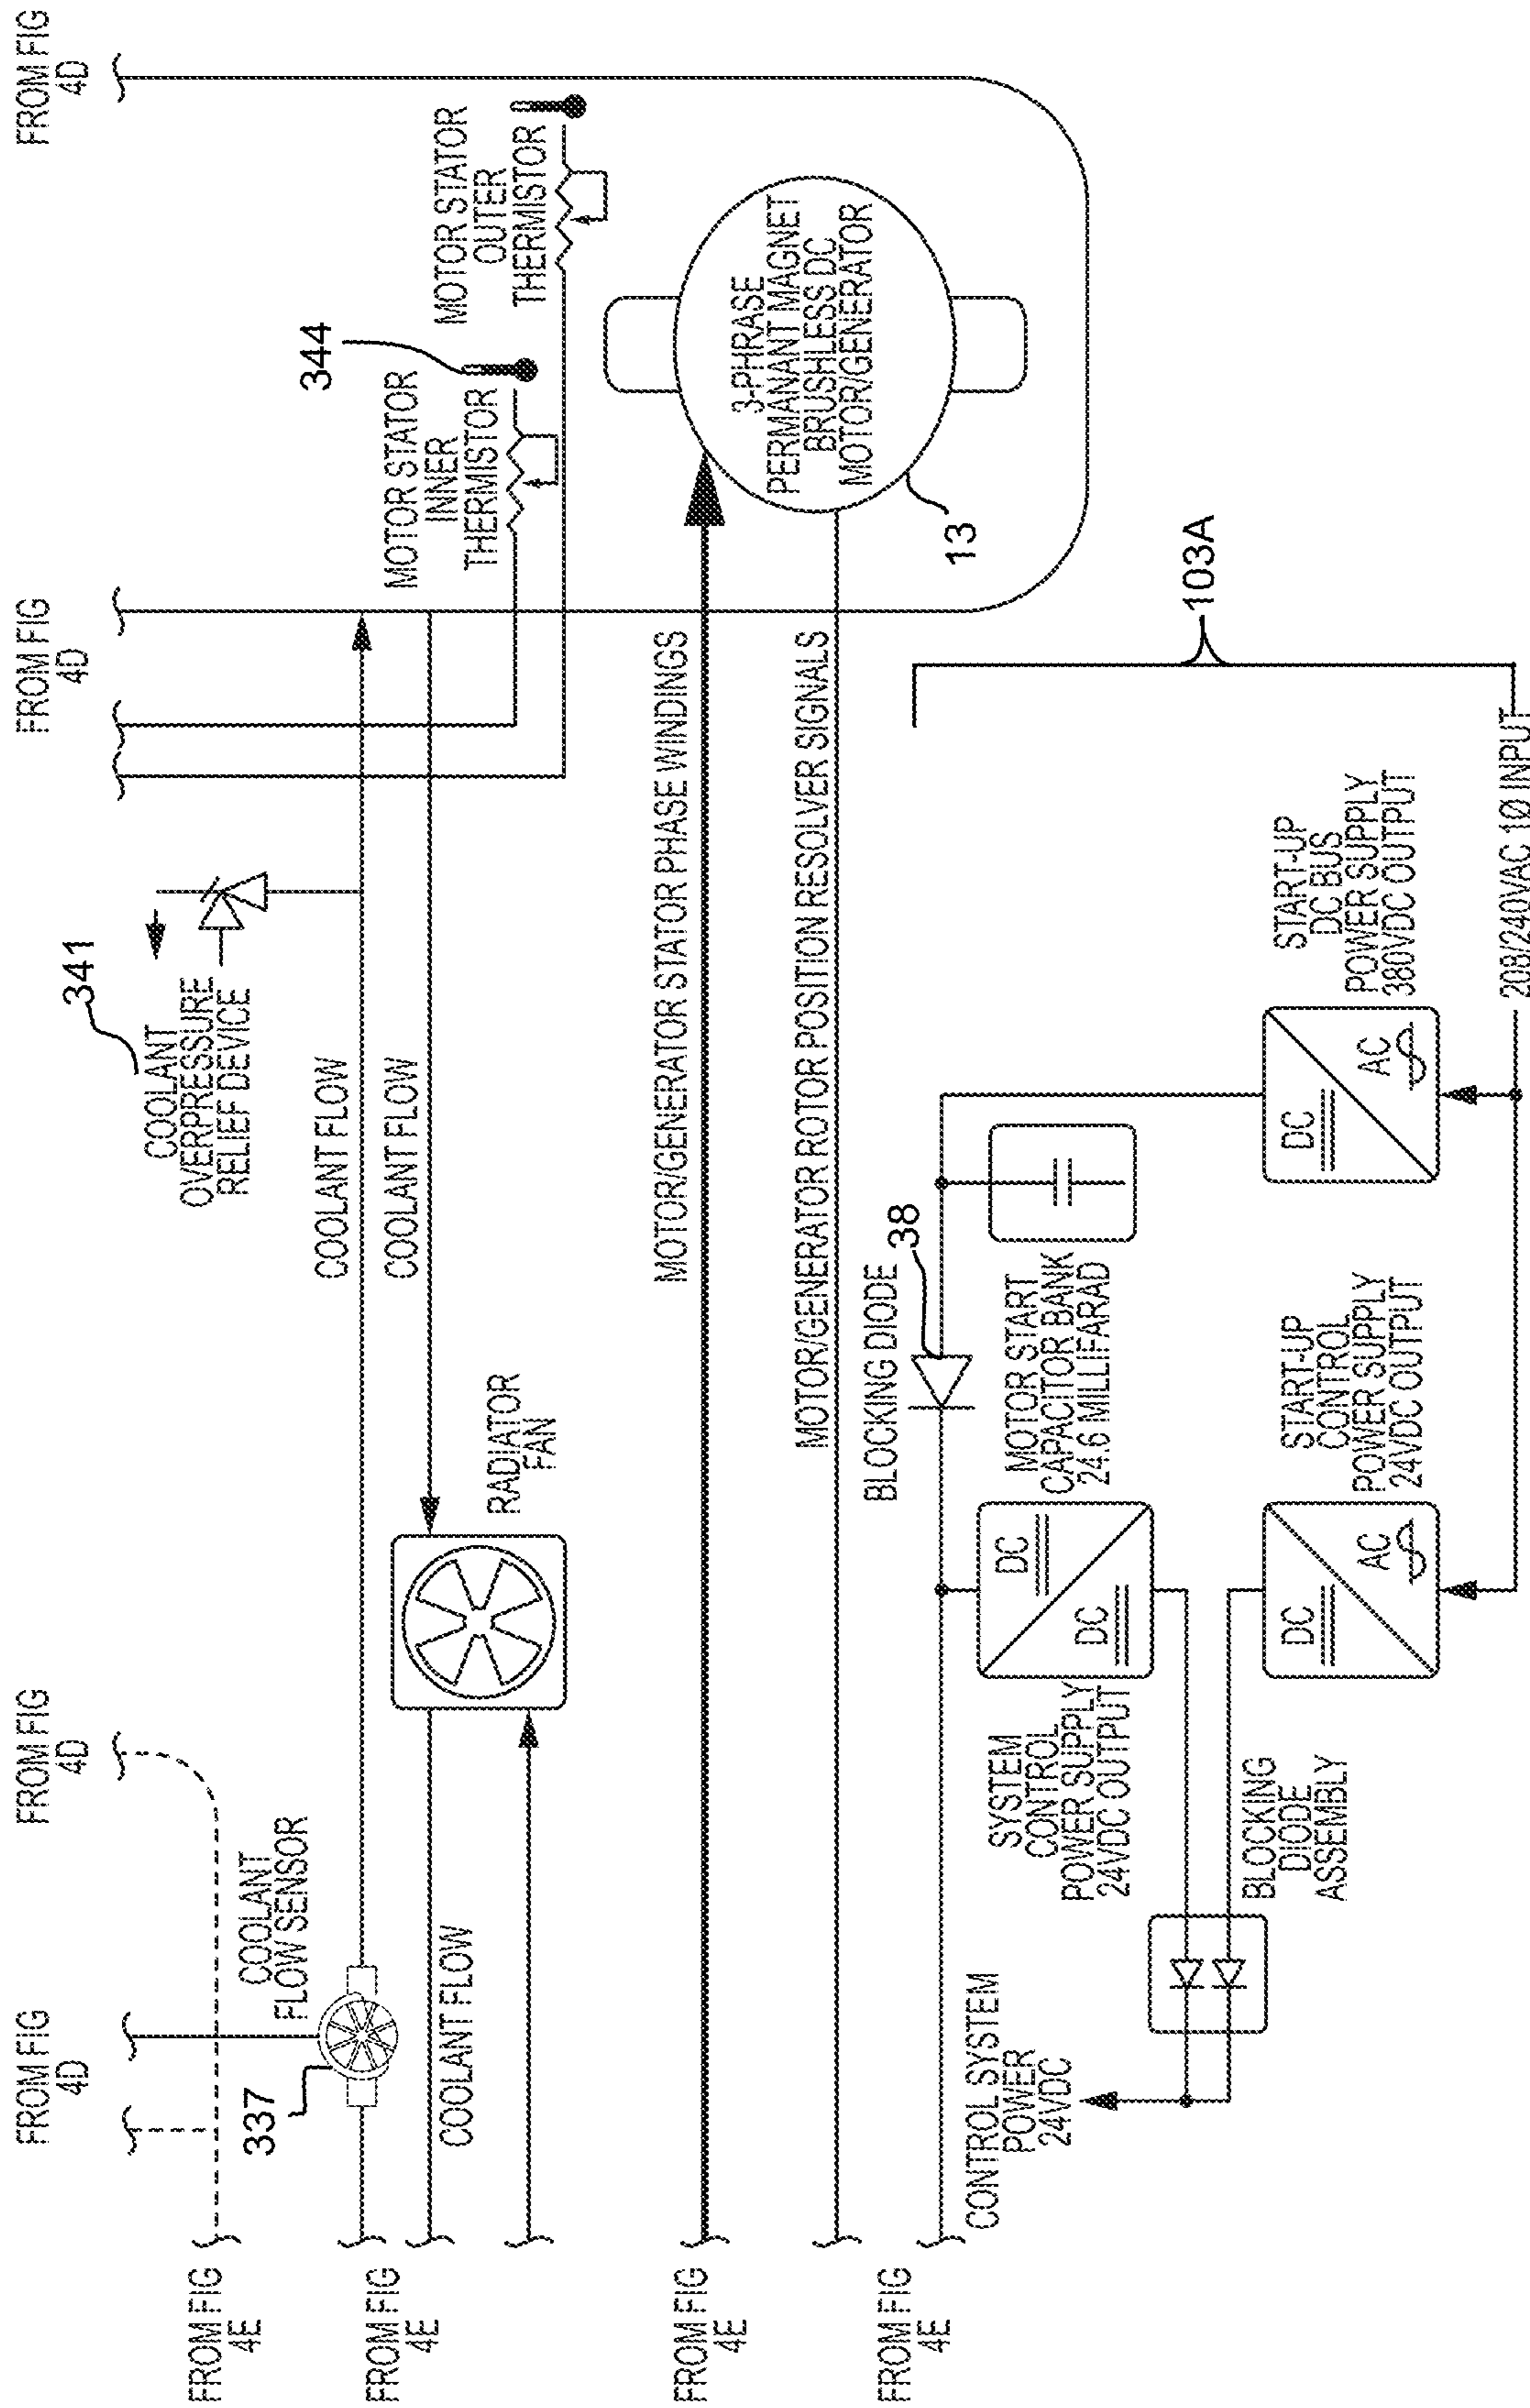 FROM FIG
4D
FROM FIG
4D
FROM FIG
4D
FROM FIG
4D
337
COOLANT
FLOW SENSOR
341
COOLANT
OVERPRESSURE
RELIEF DEVICE
344
MOTOR STATOR
INNER
THERMISTOR
MOTOR STATOR
OUTER
THERMISTOR
FROM FIG
4E
FROM FIG
4E
COOLANT FLOW
COOLANT FLOW
COOLANT FLOW
RADIATOR
FAN
FROM FIG
4E
MOTOR/GENERATOR STATOR PHASE WINDINGS
3-PHRASE
PERMANANT MAGNET
BRUSHLESS DC
MOTOR/GENERATOR
13
MOTOR/GENERATOR ROTOR POSITION RESOLVER SIGNALS
FROM FIG
4E
BLOCKING DIODE
38
CONTROL SYSTEM
POWER
24VDC
SYSTEM
CONTROL
POWER SUPPLY
24VDC OUTPUT
DC
DC
MOTOR START
CAPACITOR BANK
24.6 MILLIFARAD
103A
BLOCKING
DIODE
ASSEMBLY
DC
AC
START-UP
CONTROL
POWER SUPPLY
24VDC OUTPUT
DC
AC
START-UP
DC BUS
POWER SUPPLY
380VDC OUTPUT
208/240VAC 1Ø INPUT